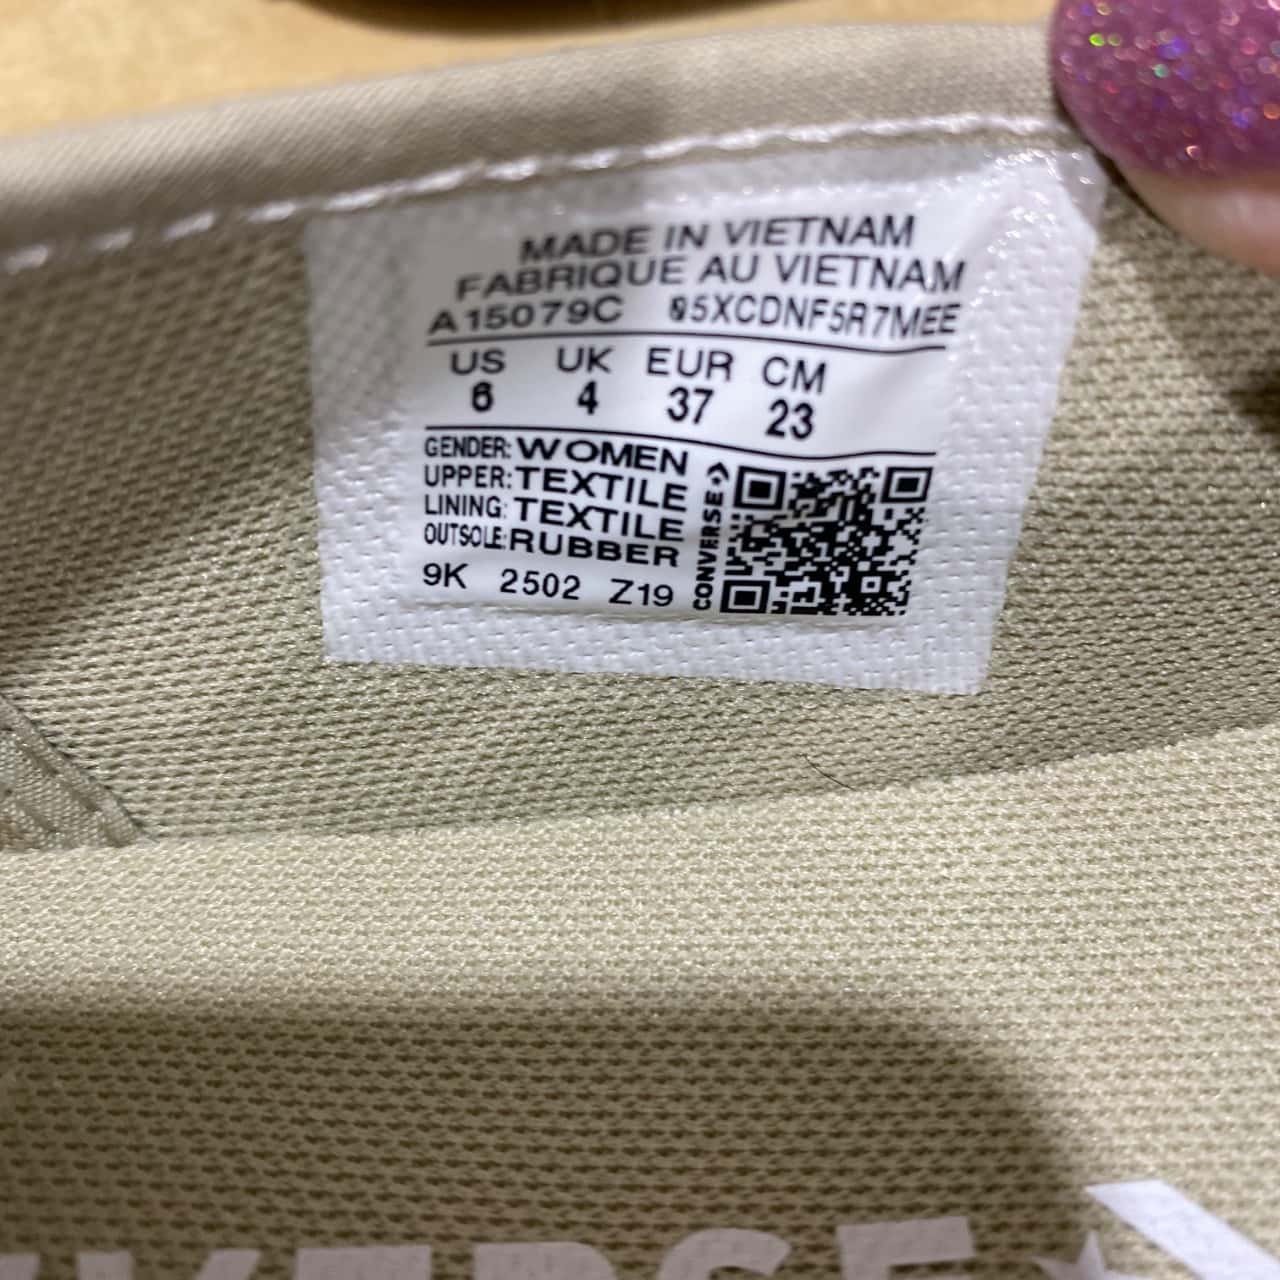 MADE IN VIETNAM
FABRIQUE AU VIETNAM
A15079C 05XCDNF5R7MEE
US UK EUR CM
6 4 37 23
GENDER: WOMEN
UPPER: TEXTILE
LINING: TEXTILE
OUTSOLE: RUBBER
9K 2502 Z19
CONVERSE